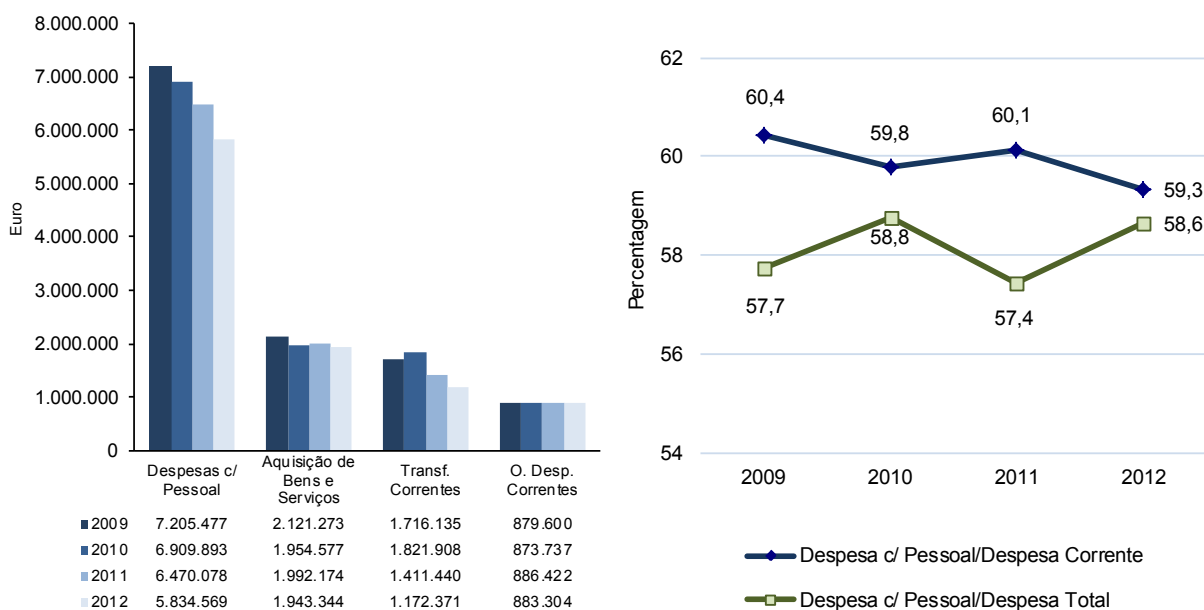 8.000.000
7.000.000
6.000.000
5.000.000
4.000.000
3.000.000
2.000.000
1.000.000
0
Euro
Despesas c/
Pessoal
Aquisição de
Bens e
Serviços
Transf.
Correntes
O. Desp.
Correntes
2009 7.205.477 2.121.273 1.716.135 879.600
2010 6.909.893 1.954.577 1.821.908 873.737
2011 6.470.078 1.992.174 1.411.440 886.422
2012 5.834.569 1.943.344 1.172.371 883.304
62
60
58
56
54
Percentagem
60,4
59,8
60,1
59,3
57,7
58,8
57,4
58,6
2009 2010 2011 2012
Despesa c/ Pessoal/Despesa Corrente
Despesa c/ Pessoal/Despesa Total